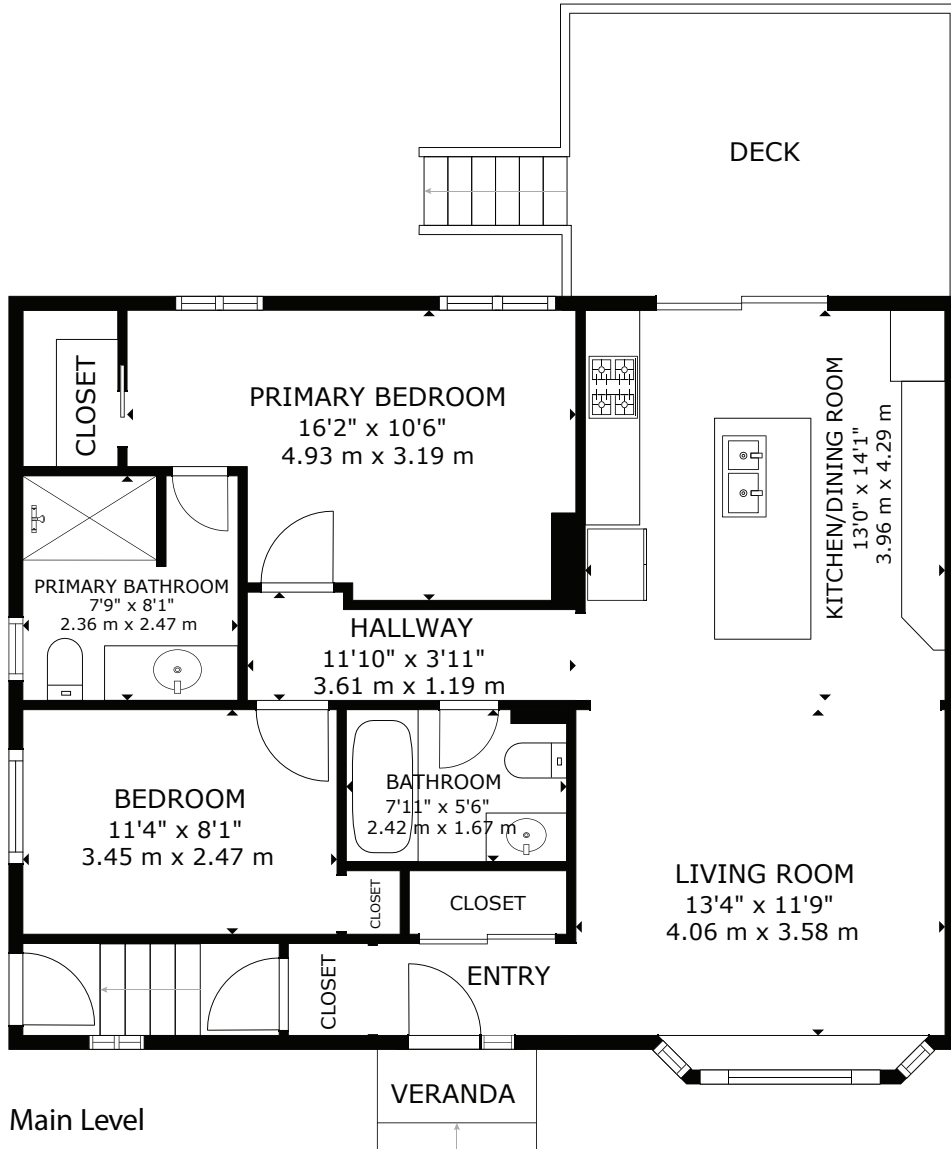 DECK
CLOSET
PRIMARY BEDROOM
16'2" x 10'6"
4.93 m x 3.19 m
KITCHEN/DINING ROOM
13'0" x 14'1"
3.96 m x 4.29 m
PRIMARY BATHROOM
7'9" x 8'1"
2.36 m x 2.47 m
HALLWAY
11'10" x 3'11"
3.61 m x 1.19 m
BEDROOM
11'4" x 8'1"
3.45 m x 2.47 m
BATHROOM
7'11" x 5'6"
2.42 m x 1.67 m
LIVING ROOM
13'4" x 11'9"
4.06 m x 3.58 m
CLOSET
CLOSET
CLOSET
ENTRY
VERANDA
Main Level